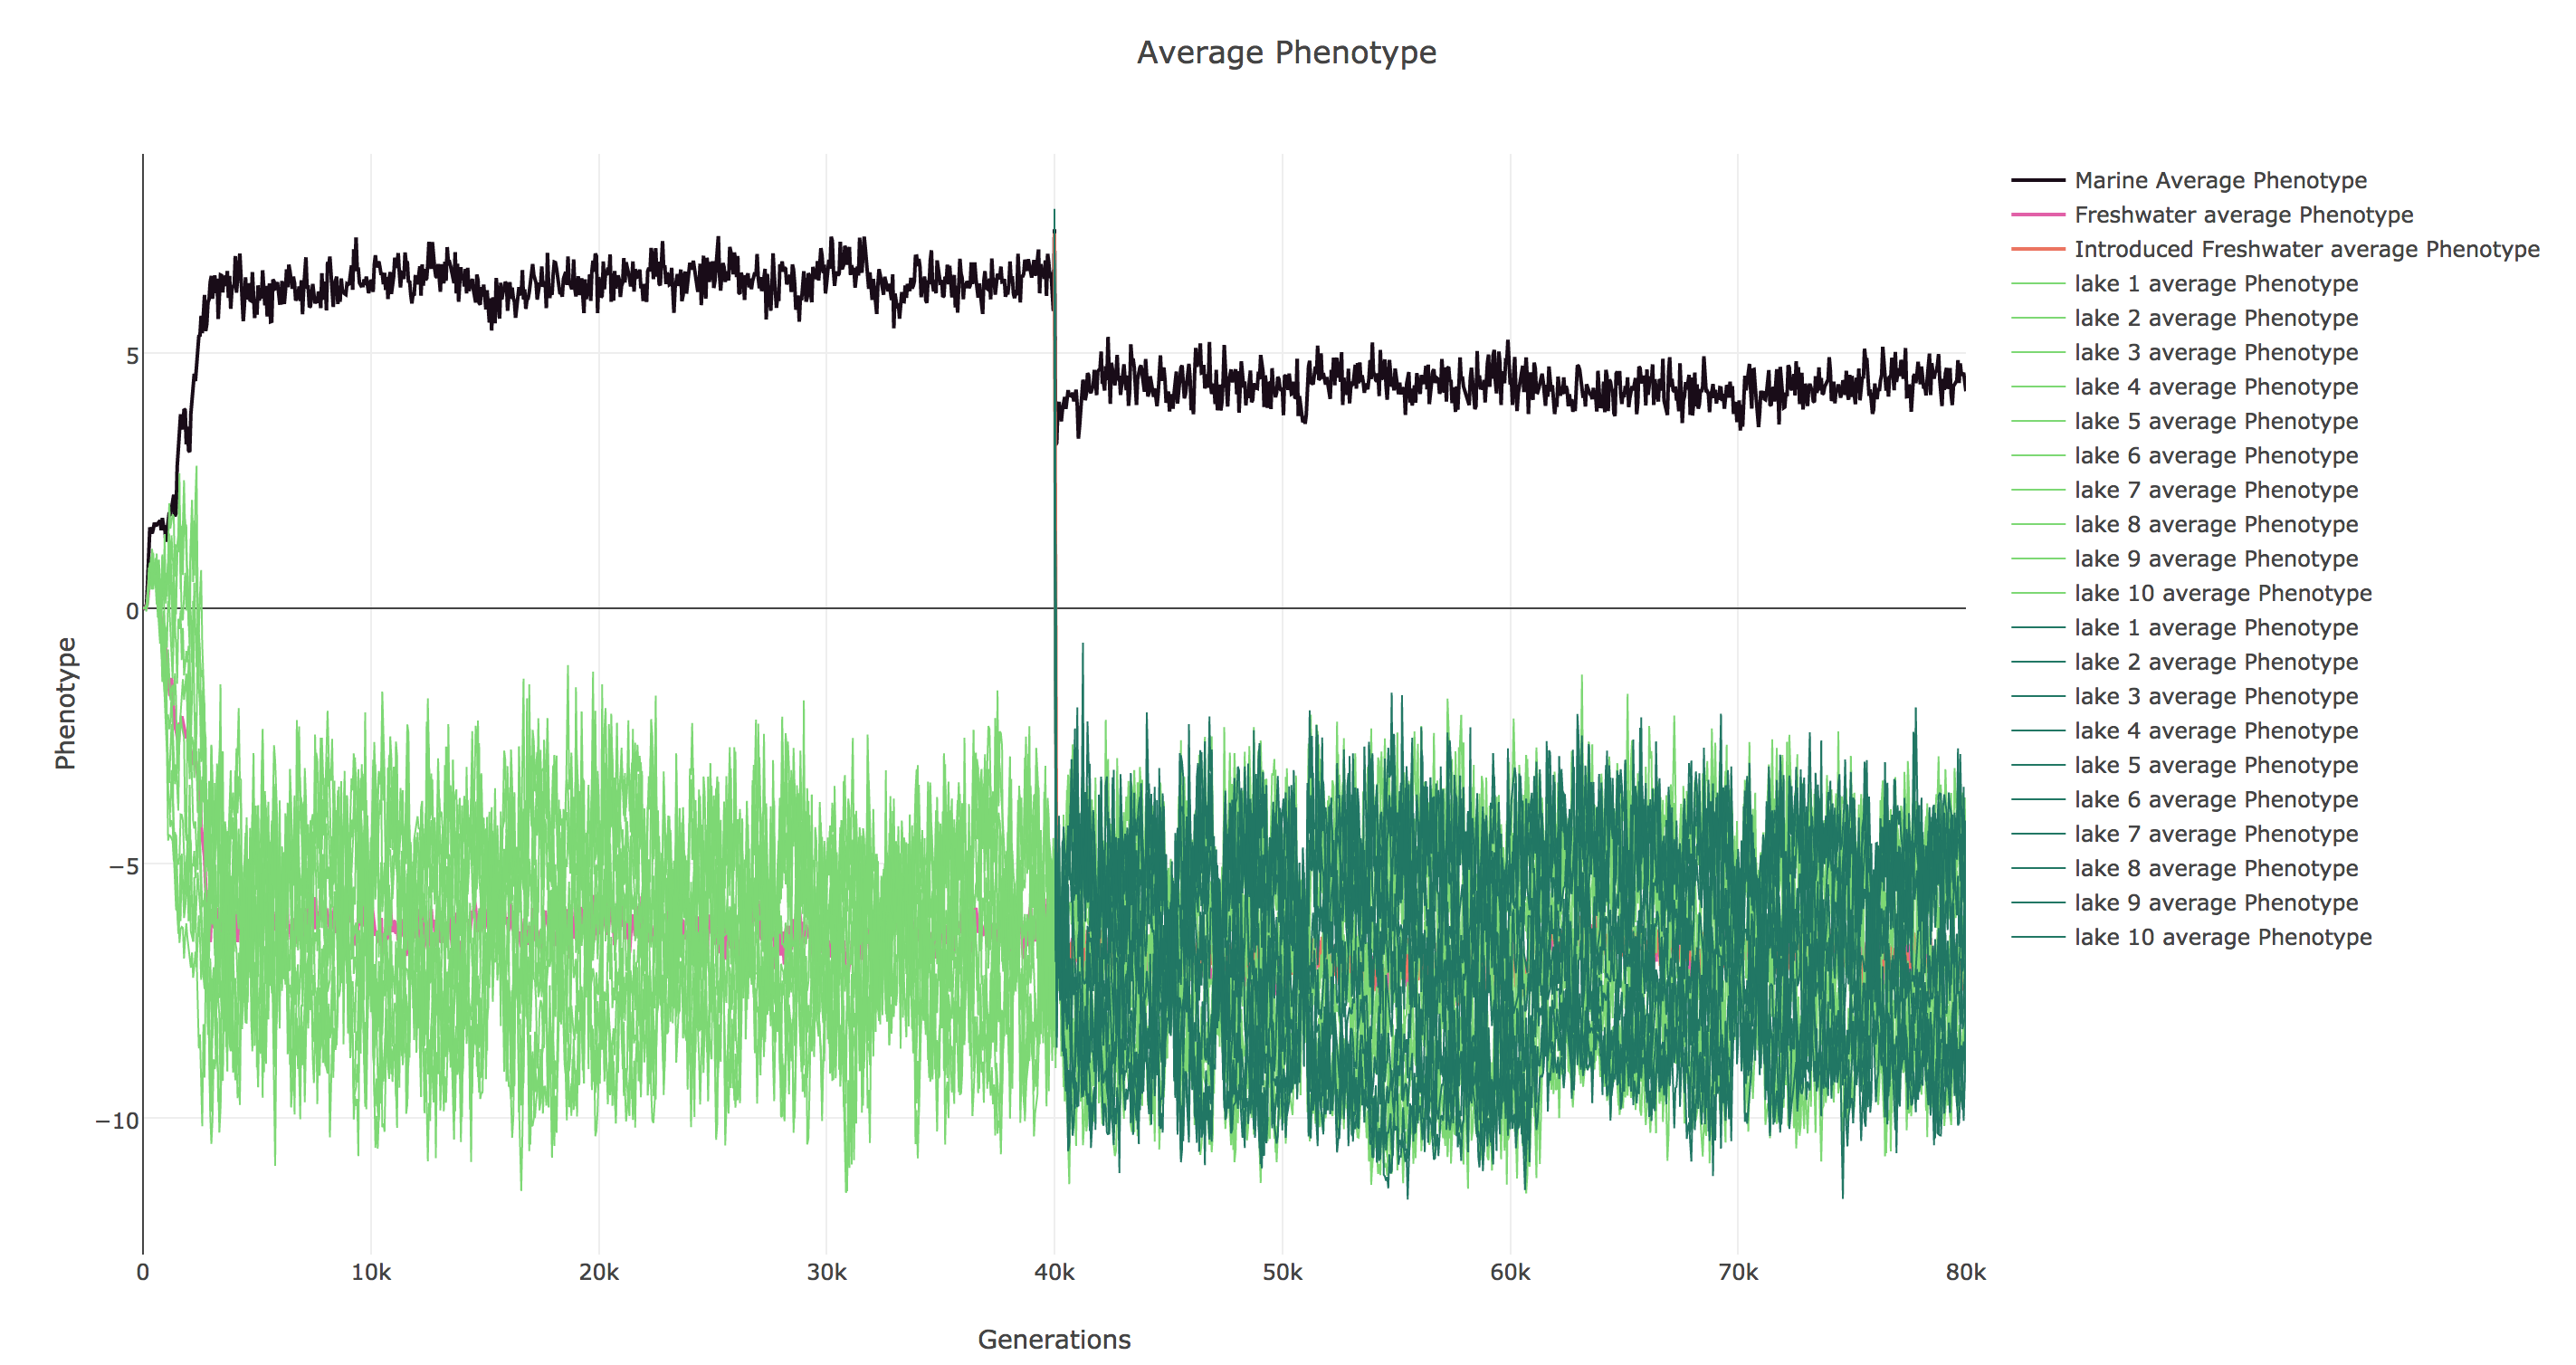 Average Phenotype
Phenotype
5
0
−5
−10
0 10k 20k 30k 40k 50k 60k 70k 80k
Generations
Marine Average Phenotype
Freshwater average Phenotype
Introduced Freshwater average Phenotype
lake 1 average Phenotype
lake 2 average Phenotype
lake 3 average Phenotype
lake 4 average Phenotype
lake 5 average Phenotype
lake 6 average Phenotype
lake 7 average Phenotype
lake 8 average Phenotype
lake 9 average Phenotype
lake 10 average Phenotype
lake 1 average Phenotype
lake 2 average Phenotype
lake 3 average Phenotype
lake 4 average Phenotype
lake 5 average Phenotype
lake 6 average Phenotype
lake 7 average Phenotype
lake 8 average Phenotype
lake 9 average Phenotype
lake 10 average Phenotype